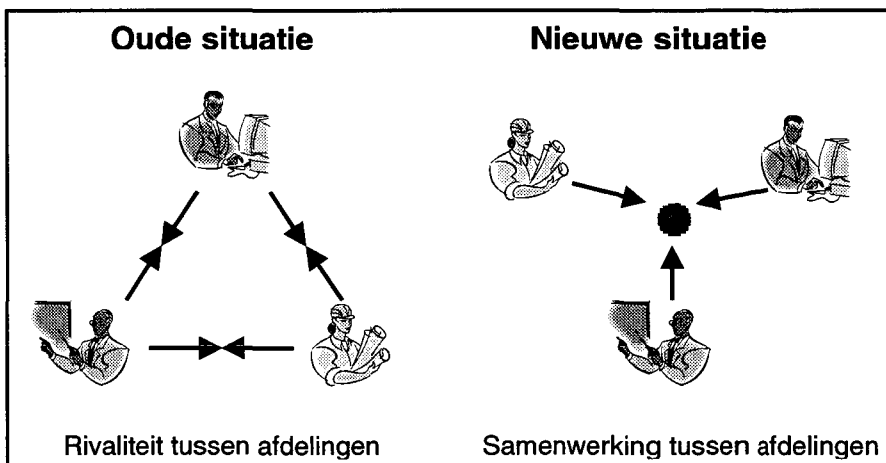 Oude situatie
Nieuwe situatie
Rivaliteit tussen afdelingen
Samenwerking tussen afdelingen